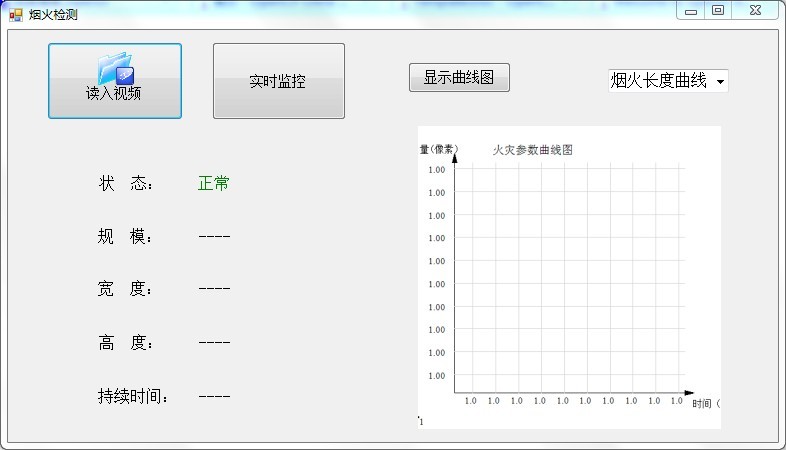 烟火检测
读入视频
实时监控
显示曲线图
烟火长度曲线
状 态：
正常
规 模：
----
宽 度：
----
高 度：
----
持续时间：
----
量(像素)
火灾参数曲线图
1.00
1.00
1.00
1.00
1.00
1.00
1.00
1.00
1.00
1.00
1.0 1.0 1.0 1.0 1.0 1.0 1.0 1.0 1.0 1.0
时间（
1